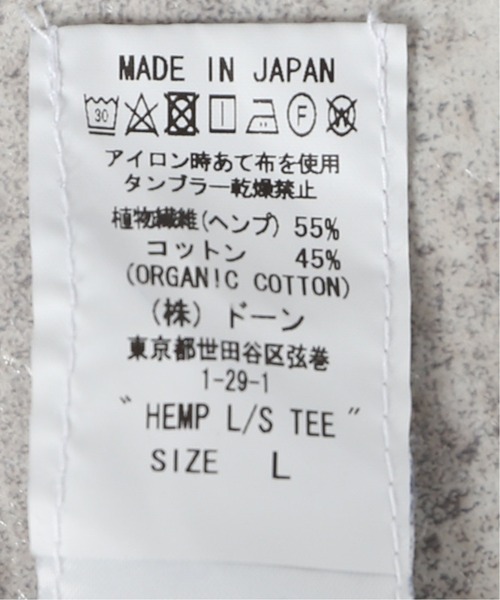 MADE IN JAPAN
30 F W
アイロン時あて布を使用
タンブラー乾燥禁止
植物繊維(ヘンプ) 55%
コットン 45%
(ORGANIC COTTON)
(株) ドーン
東京都世田谷区弦巻
1-29-1
" HEMP L/S TEE "
SIZE L